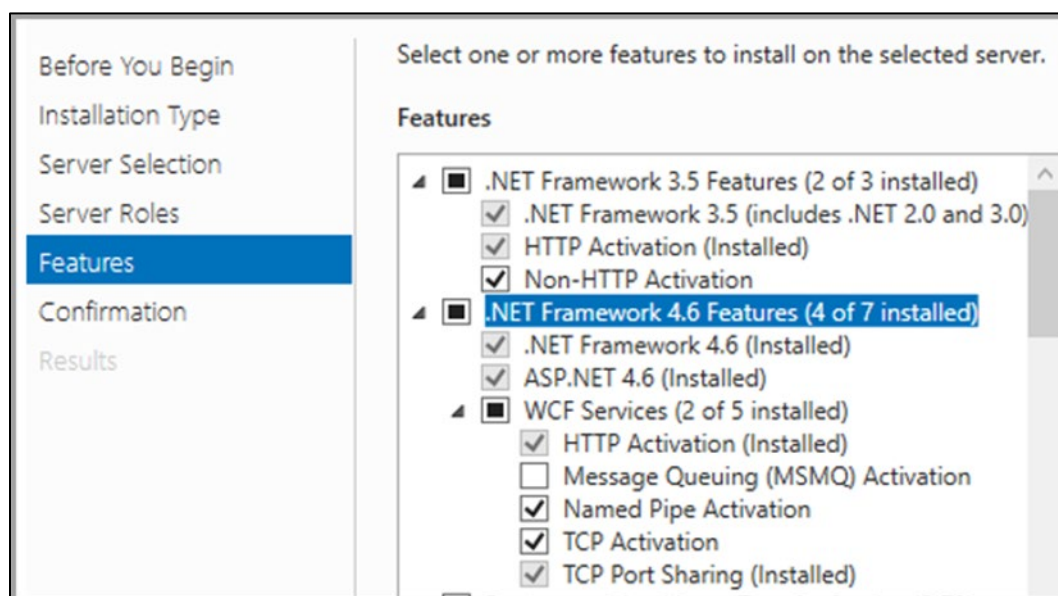 Before You Begin
Installation Type
Server Selection
Server Roles
Features
Confirmation
Results
Select one or more features to install on the selected server.
Features
.NET Framework 3.5 Features (2 of 3 installed)
.NET Framework 3.5 (includes .NET 2.0 and 3.0)
HTTP Activation (Installed)
Non-HTTP Activation
.NET Framework 4.6 Features (4 of 7 installed)
.NET Framework 4.6 (Installed)
ASP.NET 4.6 (Installed)
WCF Services (2 of 5 installed)
HTTP Activation (Installed)
Message Queuing (MSMQ) Activation
Named Pipe Activation
TCP Activation
TCP Port Sharing (Installed)